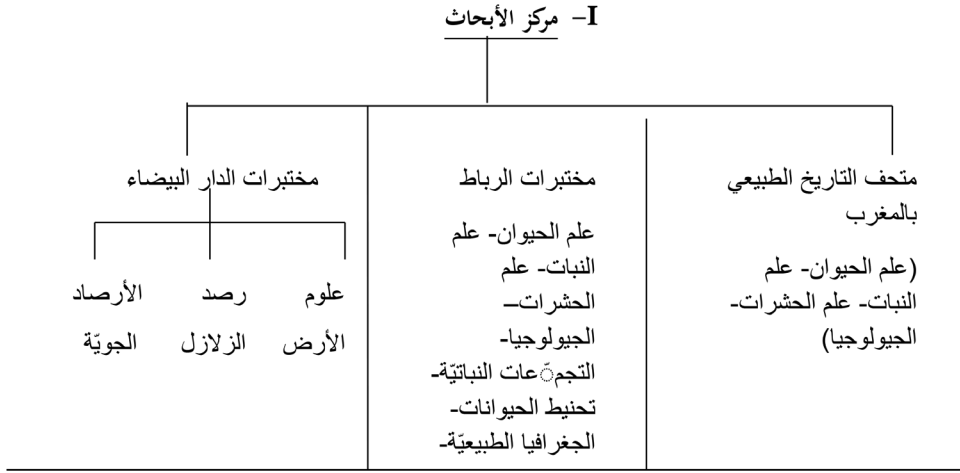 I– مركز الأبحاث
متحف التاريخ الطبيعي
بالمغرب
(علم الحيوان- علم
النبات- علم الحشرات-
الجيولوجيا)
مختبرات الرباط
علم الحيوان- علم
النبات- علم
الحشرات–
الجيولوجيا-
التجمّعات النباتيّة-
تحنيط الحيوانات-
الجغرافيا الطبيعيّة-
مختبرات الدار البيضاء
علوم
الأرض
رصد
الزلازل
الأرصاد
الجويّة